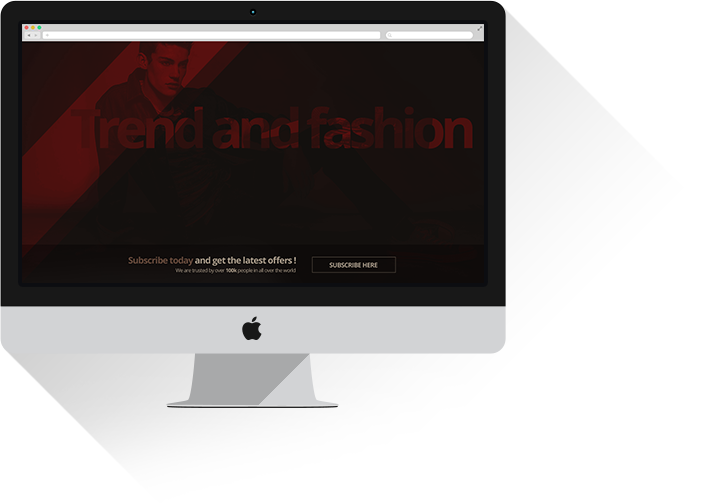 Trend and fashion
Subscribe today and get the latest offers !
We are trusted by over 100k people in all over the world
SUBSCRIBE HERE